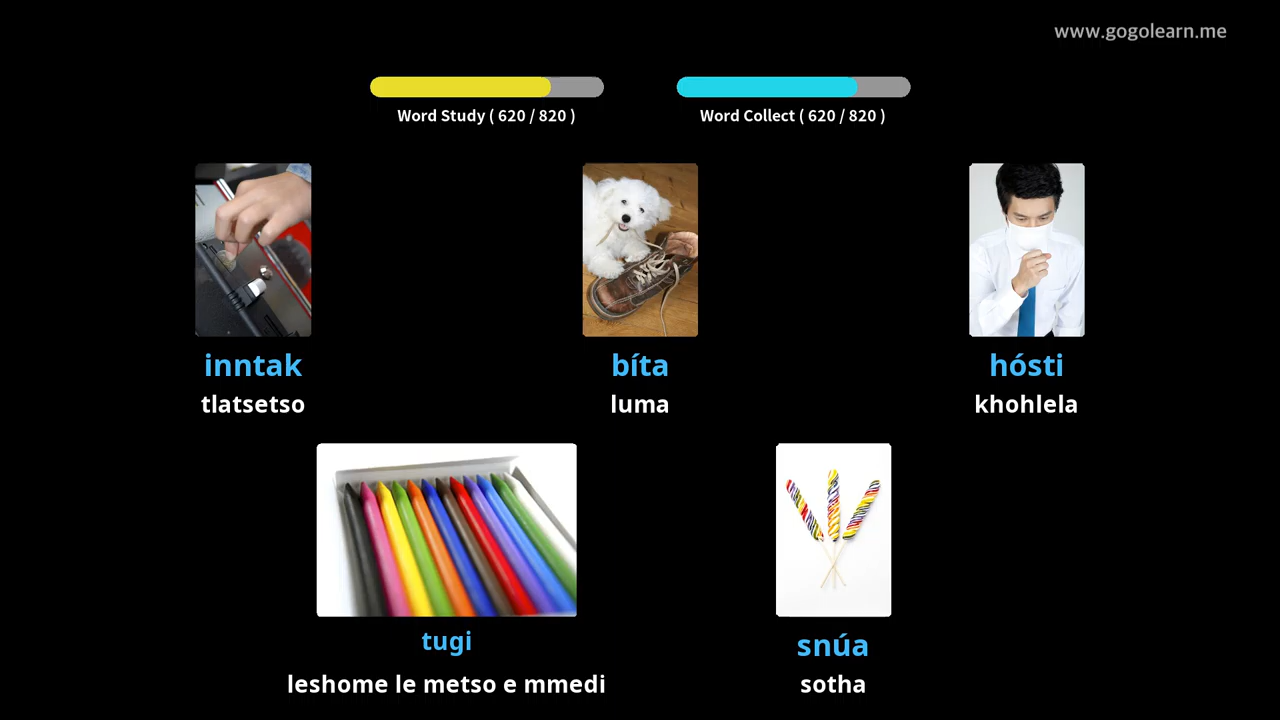 www.gogolearn.me
Word Study ( 620 / 820 )
Word Collect ( 620 / 820 )
inntak
tlatsetso
bíta
luma
hósti
khohlela
tugi
leshome le metso e mmedi
snúa
sotha